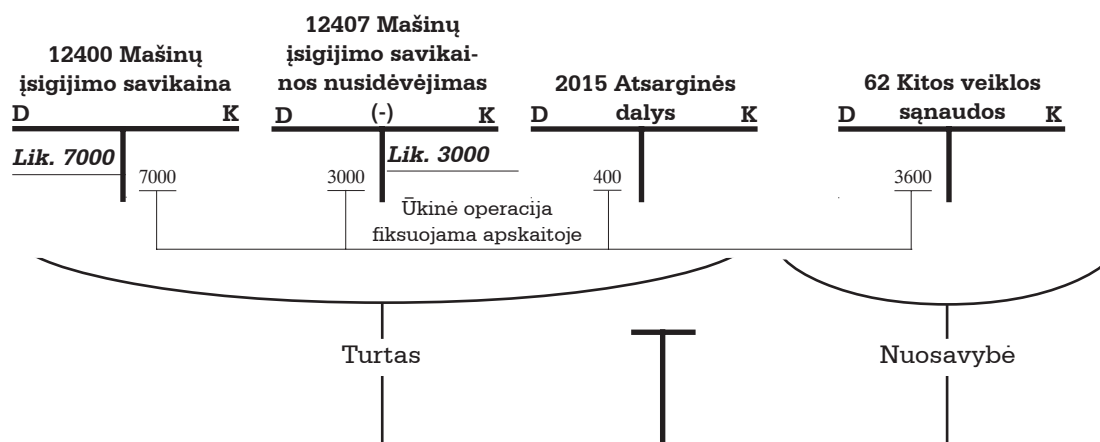 12400 Mašinų
įsigijimo savikaina
D K
Lik. 7000
7000
12407 Mašinų
įsigijimo savikai-
nos nusidėvėjimas
(-)
D K
Lik. 3000
3000
2015 Atsarginės
dalys
D K
400
62 Kitos veiklos
sąnaudos
D K
3600
Ūkinė operacija
fiksuojama apskaitoje
Turtas
Nuosavybė